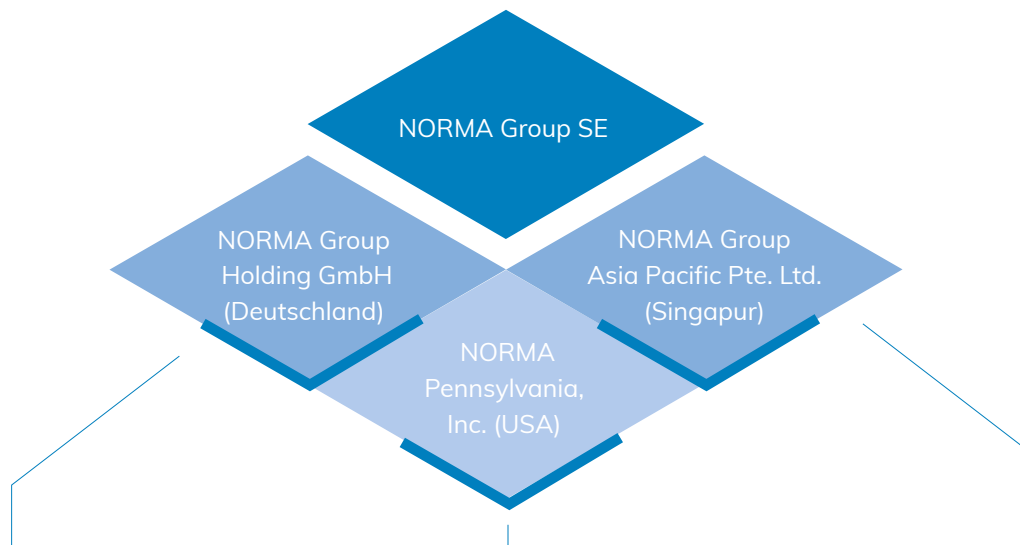 NORMA Group SE
NORMA Group
Holding GmbH
(Deutschland)
NORMA Group
Asia Pacific Pte. Ltd.
(Singapur)
NORMA
Pennsylvania,
Inc. (USA)